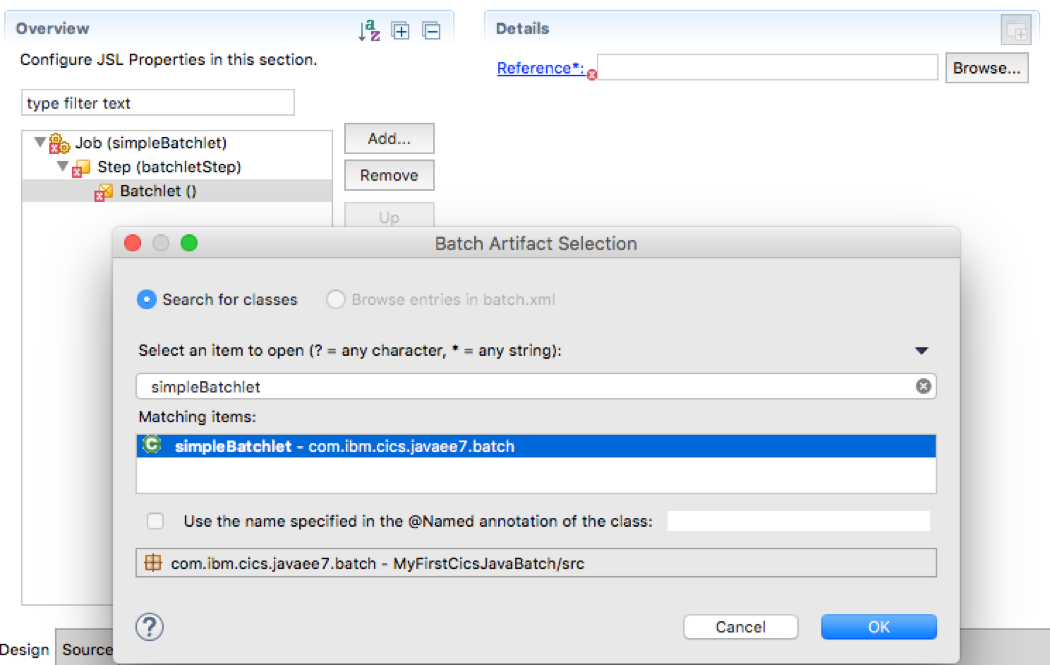 Overview
Configure JSL Properties in this section.
type filter text
Job (simpleBatchlet)
Step (batchletStep)
Batchlet ()
Add...
Remove
Up
Details
Reference*:
Browse...
Batch Artifact Selection
Search for classes
Browse entries in batch.xml
Select an item to open (? = any character, * = any string):
simpleBatchlet
Matching items:
simpleBatchlet - com.ibm.cics.javaee7.batch
Use the name specified in the @Named annotation of the class:
com.ibm.cics.javaee7.batch - MyFirstCicsJavaBatch/src
Cancel
OK
Design
Source